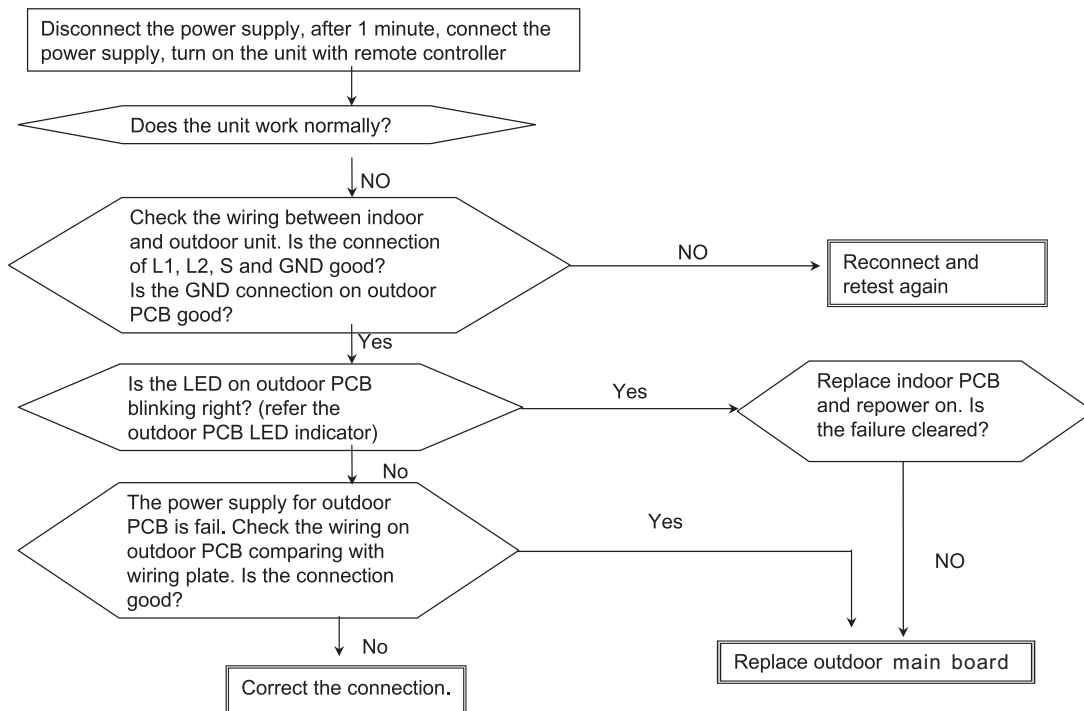 Disconnect the power supply, after 1 minute, connect the
power supply, turn on the unit with remote controller
Does the unit work normally?
NO
Check the wiring between indoor
and outdoor unit. Is the connection
of L1, L2, S and GND good?
Is the GND connection on outdoor
PCB good?
NO
Reconnect and
retest again
Yes
Is the LED on outdoor PCB
blinking right? (refer the
outdoor PCB LED indicator)
Yes
Replace indoor PCB
and repower on. Is
the failure cleared?
No
The power supply for outdoor
PCB is fail. Check the wiring on
outdoor PCB comparing with
wiring plate. Is the connection
good?
Yes
NO
No
Correct the connection.
Replace outdoor main board